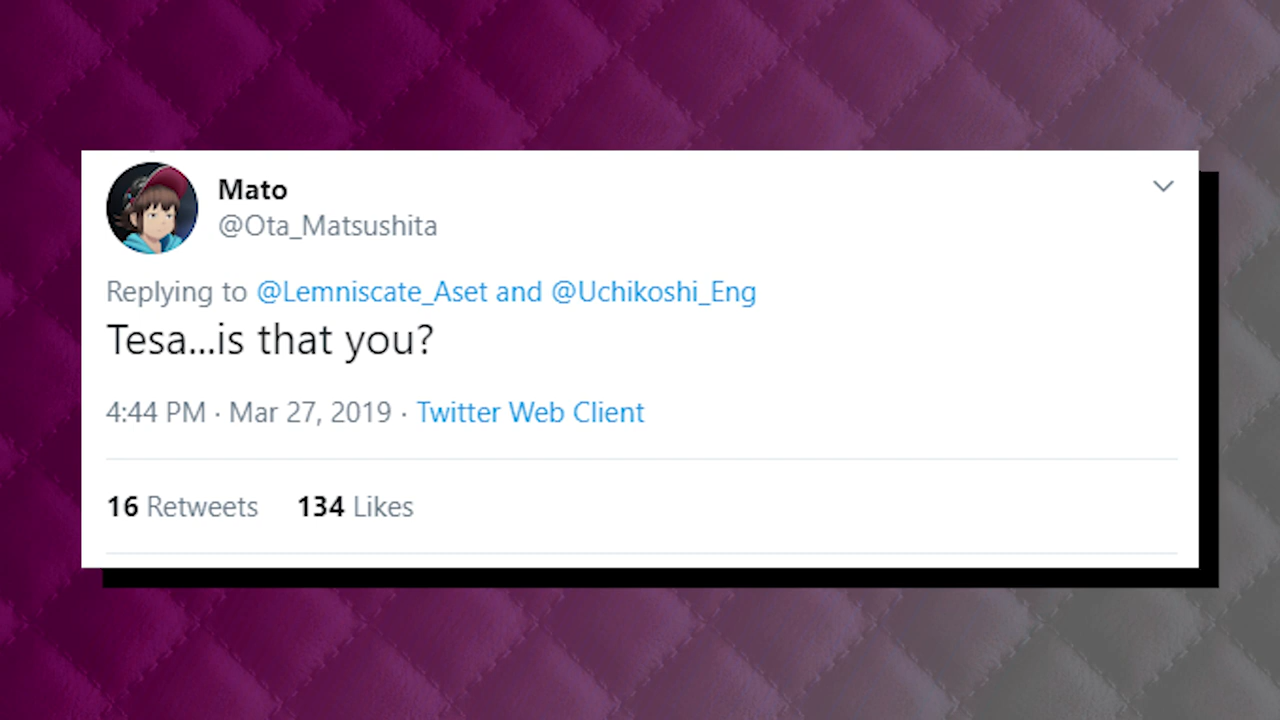 Mato
@Ota_Matsushita
Replying to @Lemniscate_Aset and @Uchikoshi_Eng
Tesa...is that you?
4:44 PM · Mar 27, 2019 · Twitter Web Client
16 Retweets 134 Likes